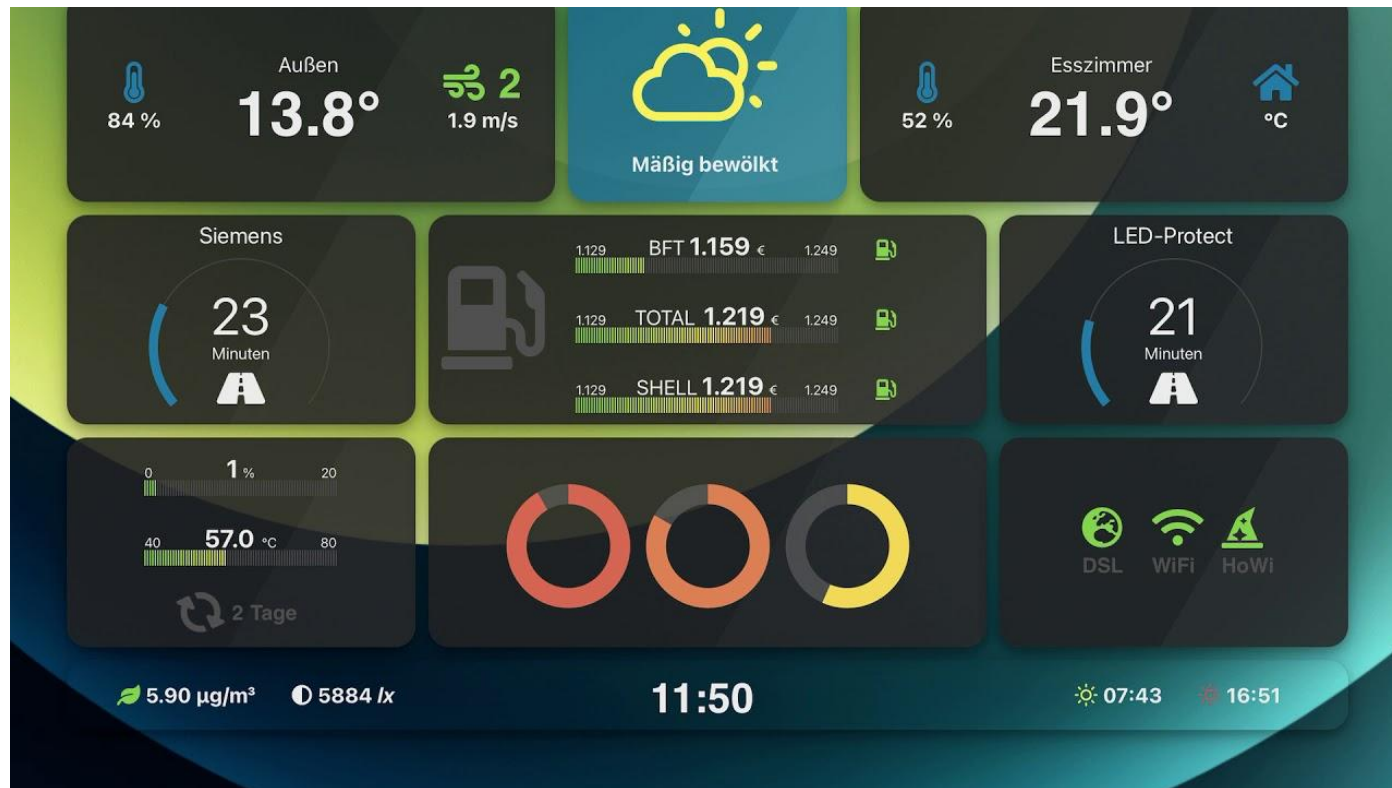 Außen
84 %
13.8°
2
1.9 m/s
Mäßig bewölkt
Esszimmer
52 %
21.9°
°C
Siemens
23
Minuten
1.129 BFT 1.159 € 1.249
1.129 TOTAL 1.219 € 1.249
1.129 SHELL 1.219 € 1.249
LED-Protect
21
Minuten
0 1 % 20
40 57.0 °C 80
2 Tage
DSL WiFi HoWi
5.90 µg/m³ 5884 lx 11:50 07:43 16:51